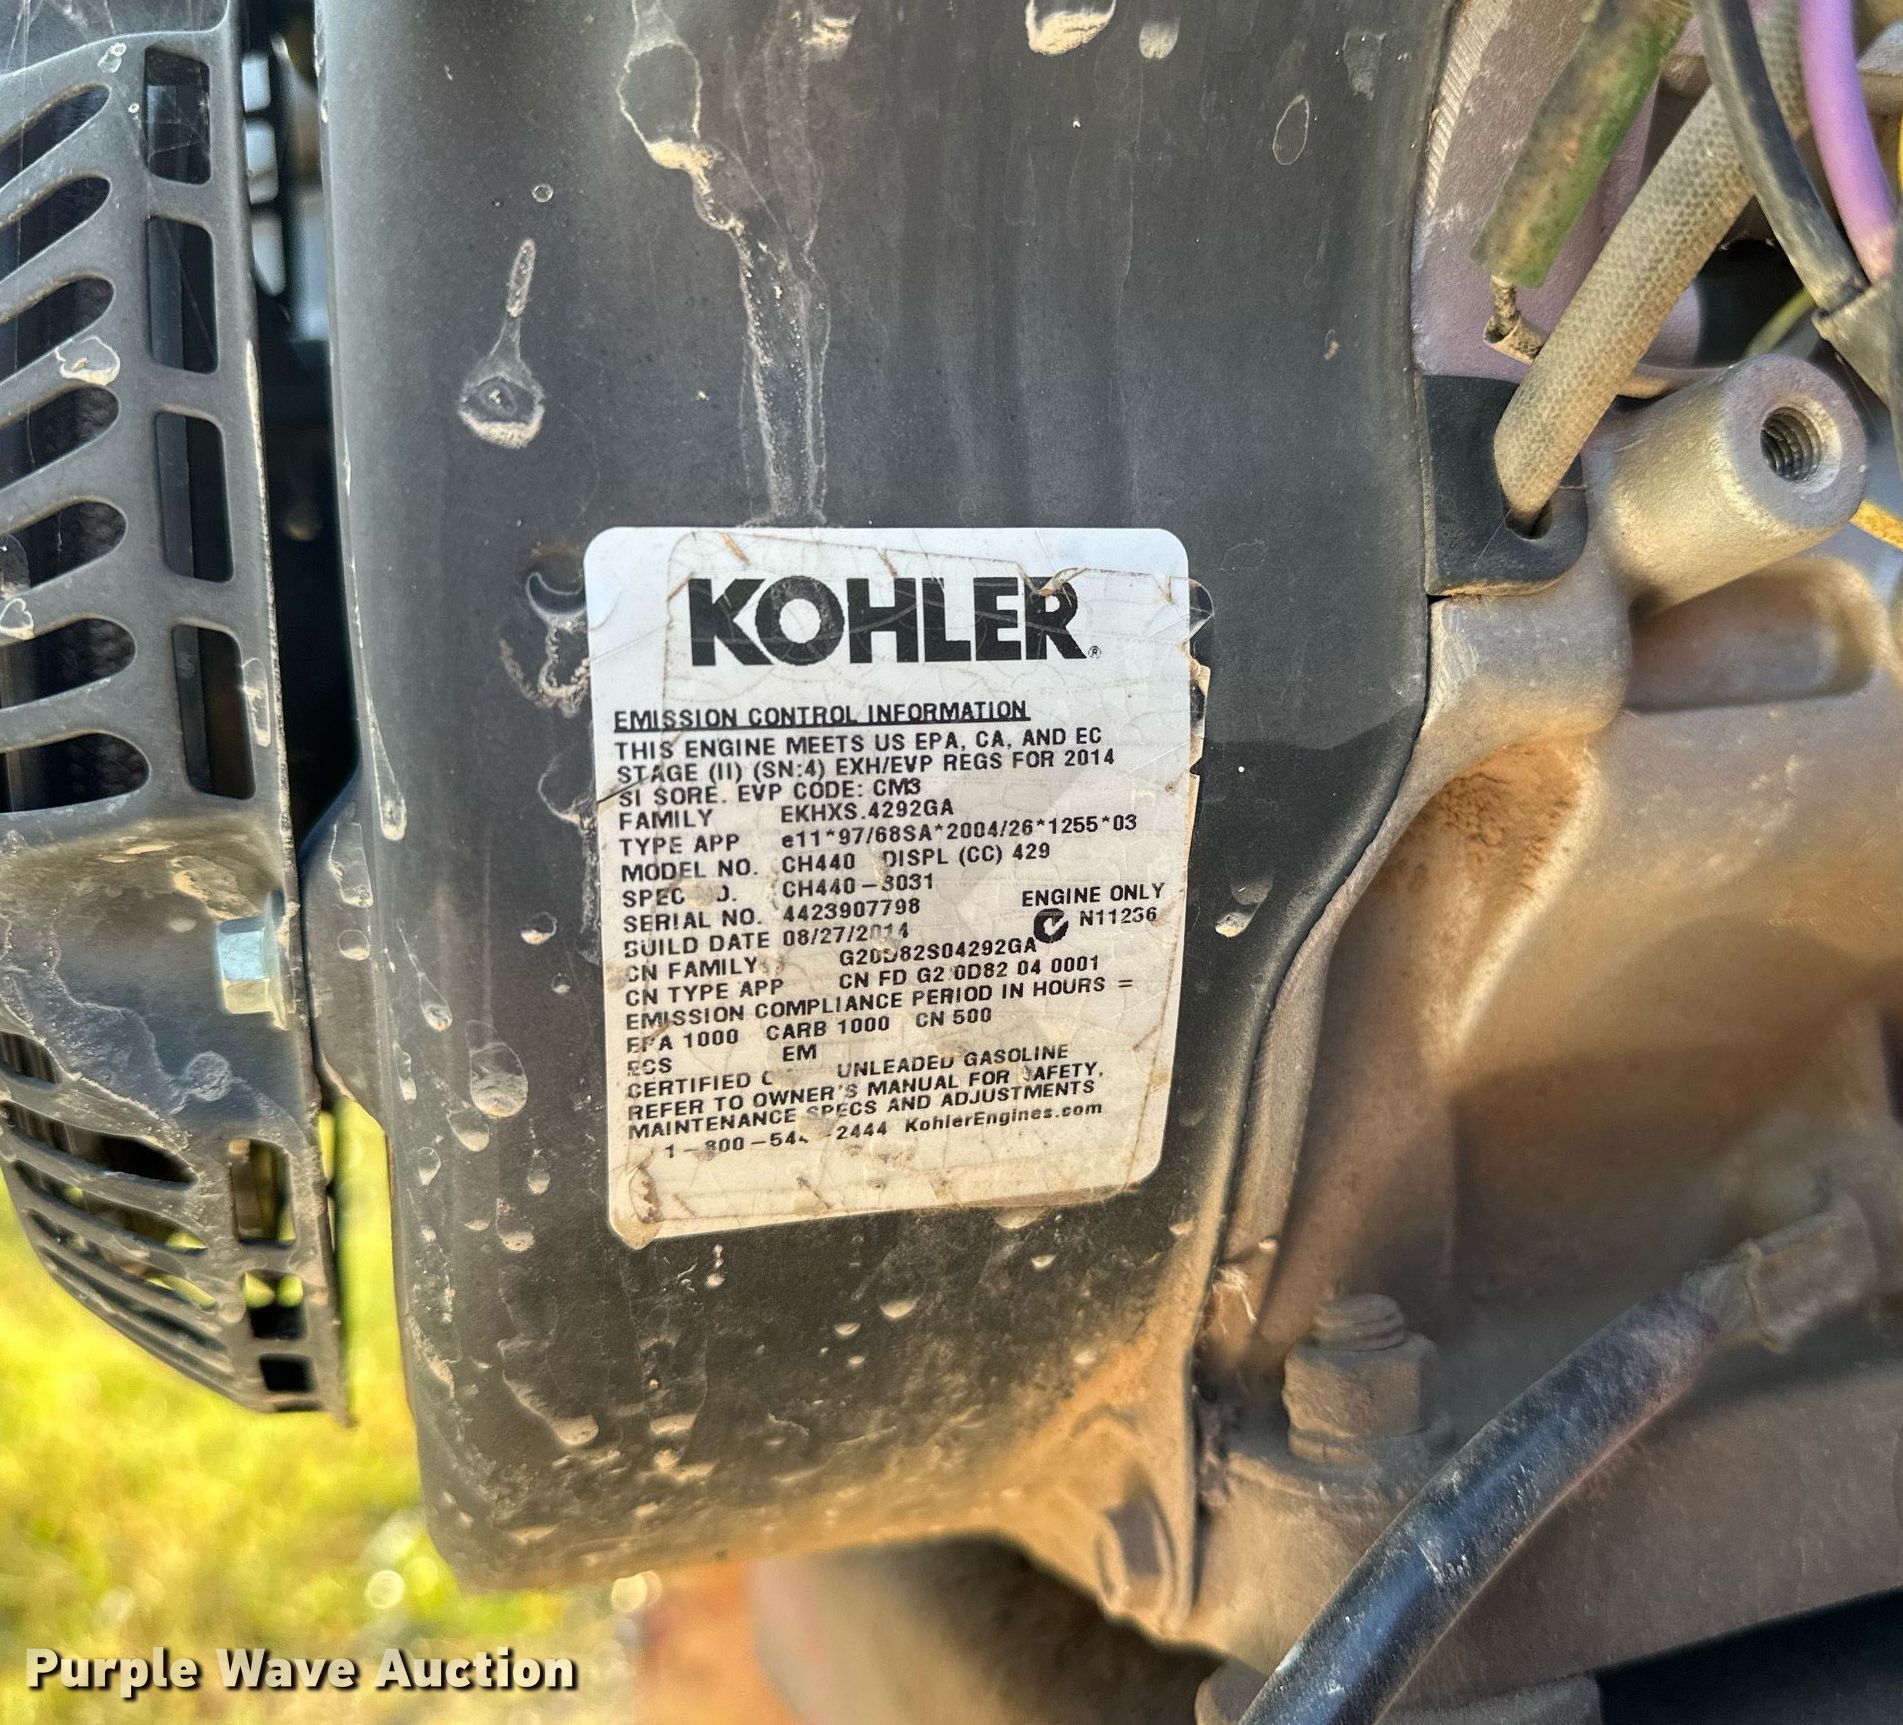 KOHLER®
EMISSION CONTROL INFORMATION
THIS ENGINE MEETS US EPA, CA, AND EC
STAGE (II) (SN:4) EXH/EVP REGS FOR 2014
SI SORE. EVP CODE: CM3
FAMILY EKHXS.4292GA
TYPE APP e11*97/68SA*2004/26*1255*03
MODEL NO. CH440 DISPL (CC) 429
SPEC CH440-3031
ENGINE ONLY
SERIAL NO. 4423907798
N11236
BUILD DATE 08/27/2014
CN FAMILY G20D82S04292GA
CN TYPE APP CN FD G2 0D82 04 0001
EMISSION COMPLIANCE PERIOD IN HOURS =
EPA 1000 CARB 1000 CN 500
ECS EM
CERTIFIED UNLEADED GASOLINE
REFER TO OWNER'S MANUAL FOR SAFETY,
MAINTENANCE SPECS AND ADJUSTMENTS
KohlerEngines.com
Purple Wave Auction